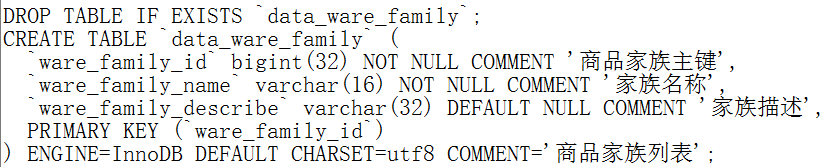 DROP TABLE IF EXISTS `data_ware_family`;
CREATE TABLE `data_ware_family` (
  `ware_family_id` bigint(32) NOT NULL COMMENT '商品家族主键',
  `ware_family_name` varchar(16) NOT NULL COMMENT '家族名称',
  `ware_family_describe` varchar(32) DEFAULT NULL COMMENT '家族描述',
  PRIMARY KEY (`ware_family_id`)
) ENGINE=InnoDB DEFAULT CHARSET=utf8 COMMENT='商品家族列表';